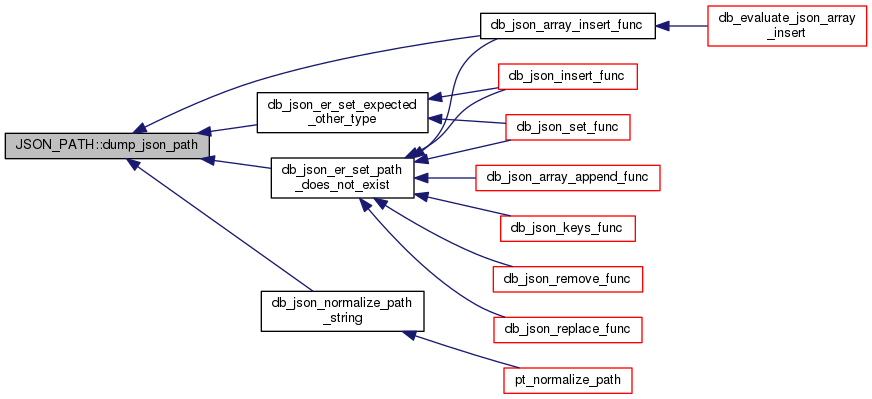 db_json_array_insert_func
db_evaluate_json_array
_insert
db_json_insert_func
db_json_er_set_expected
_other_type
db_json_set_func
JSON_PATH::dump_json_path
db_json_er_set_path
_does_not_exist
db_json_array_append_func
db_json_keys_func
db_json_remove_func
db_json_normalize_path
_string
db_json_replace_func
pt_normalize_path